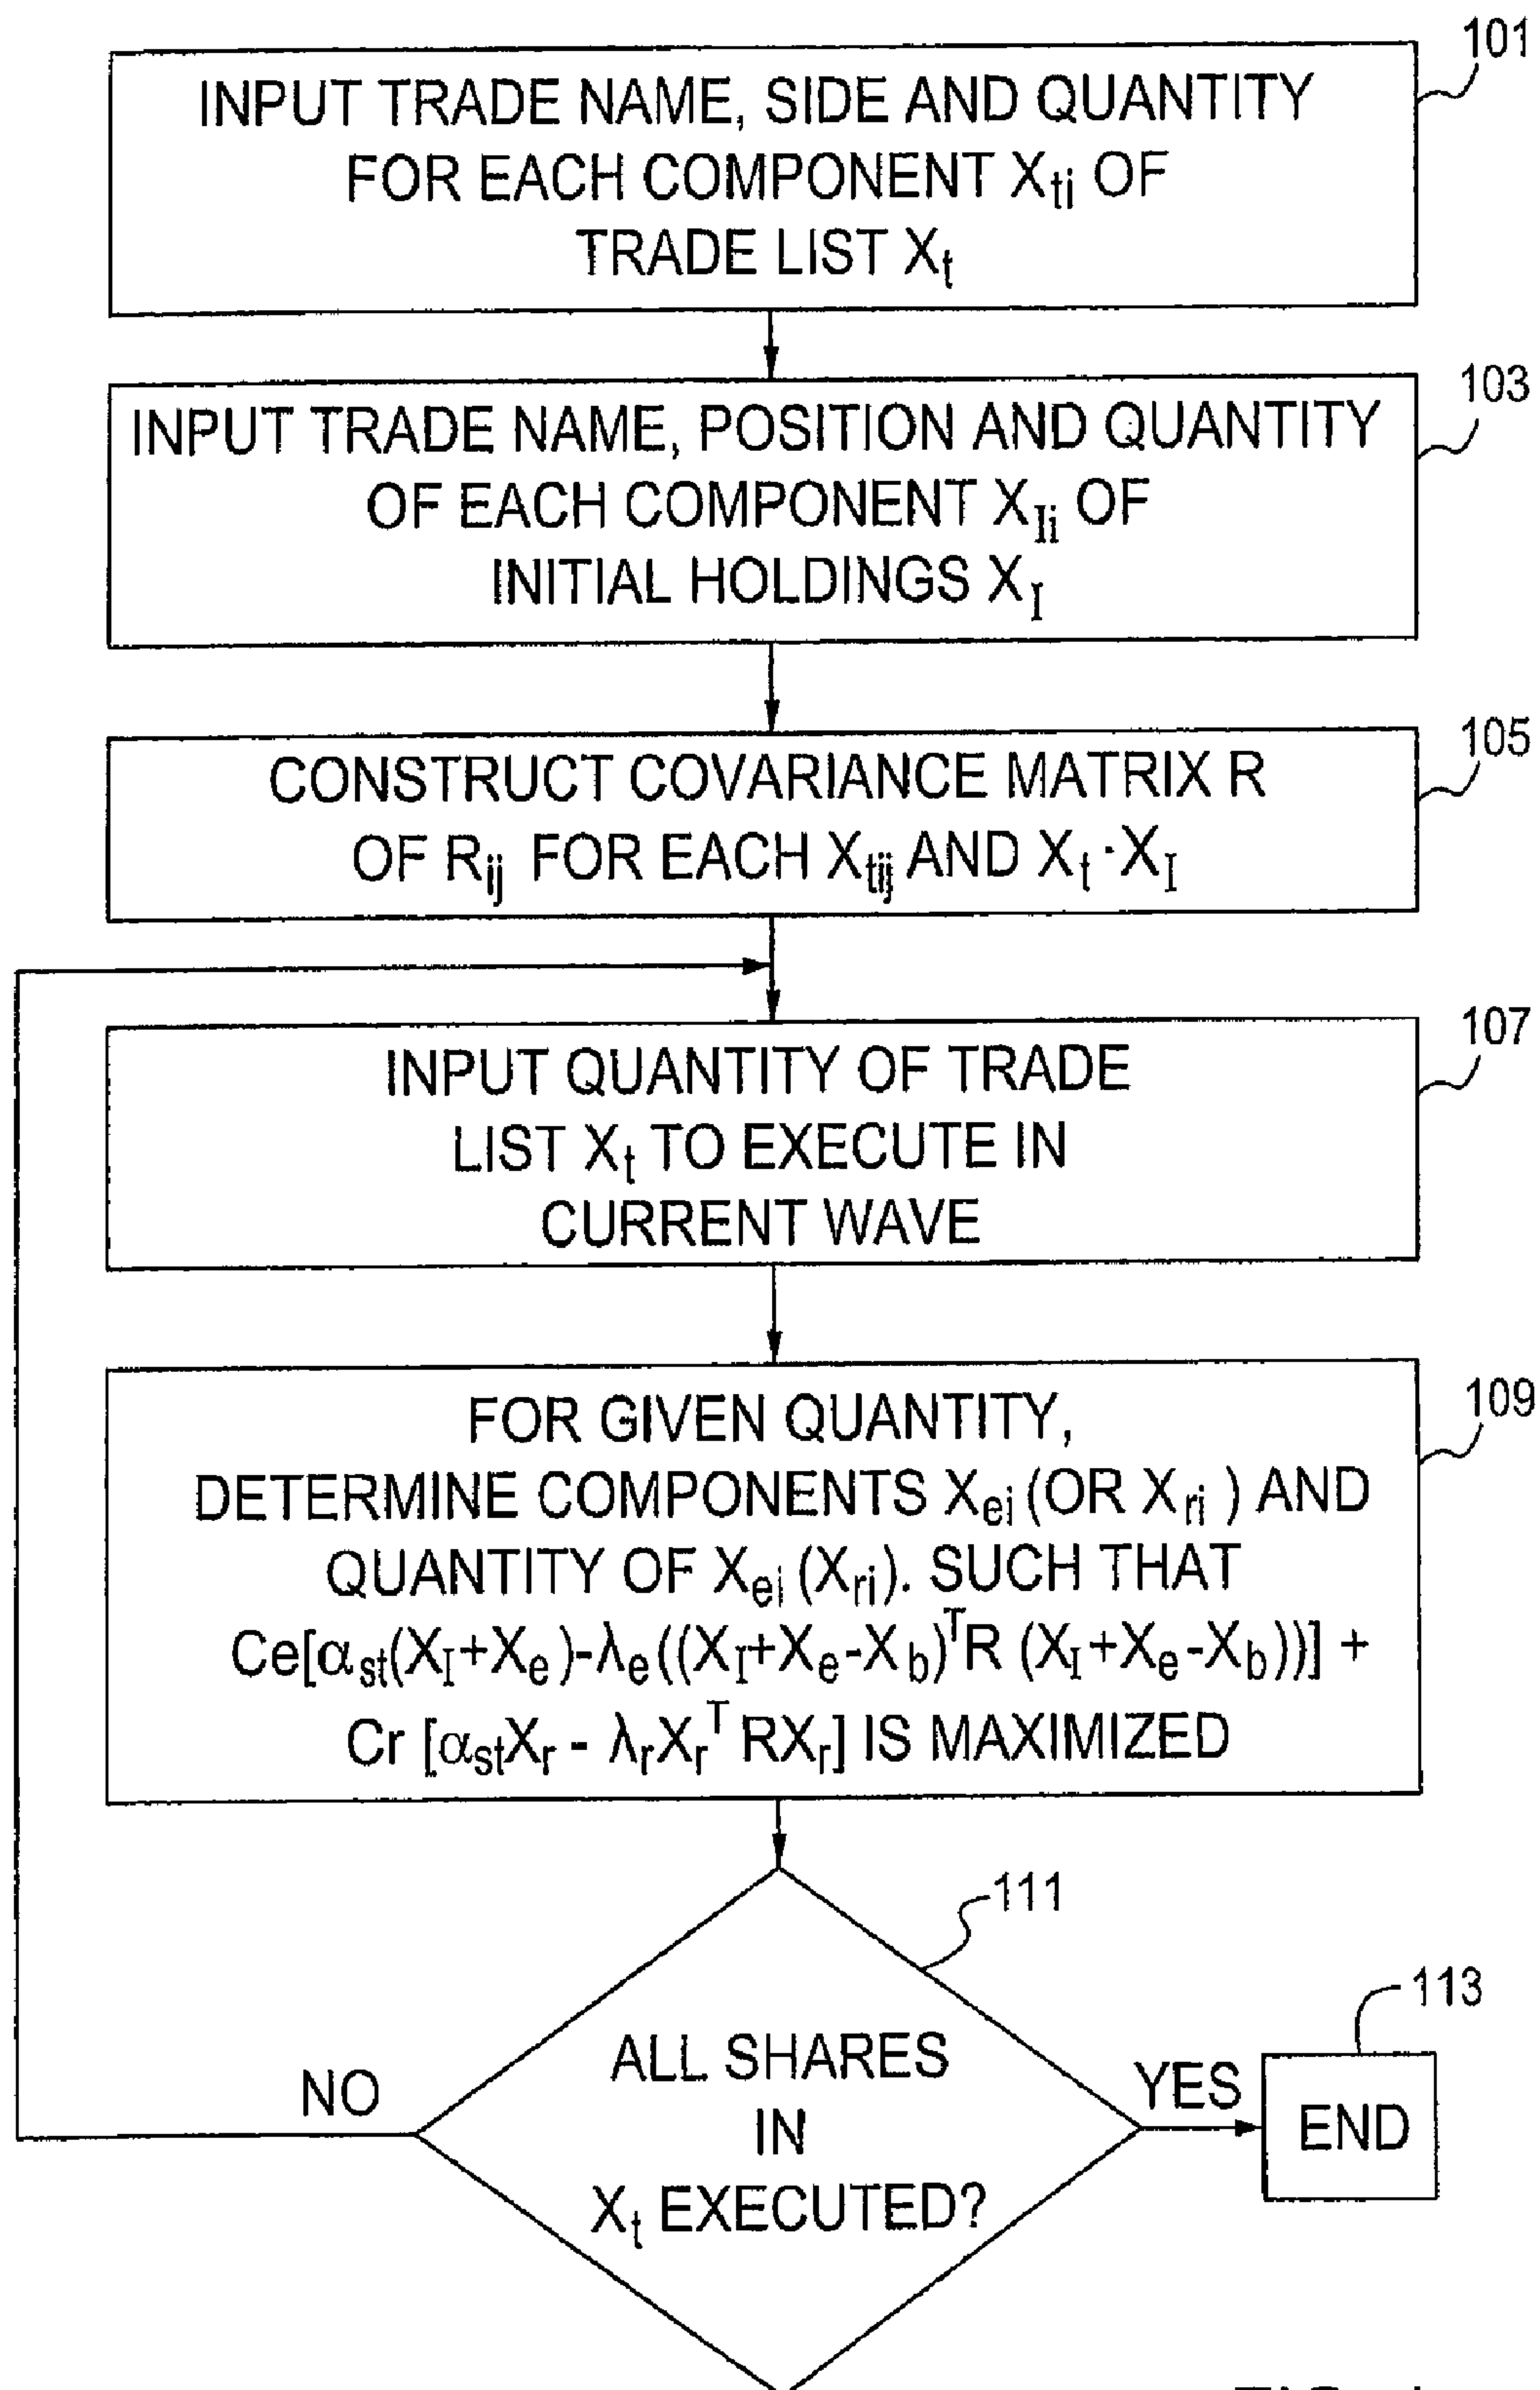 101
INPUT TRADE NAME, SIDE AND QUANTITY
FOR EACH COMPONENT Xti OF
TRADE LIST Xt
103
INPUT TRADE NAME, POSITION AND QUANTITY
OF EACH COMPONENT XIi OF
INITIAL HOLDINGS XI
105
CONSTRUCT COVARIANCE MATRIX R
OF Rij FOR EACH Xtij AND Xt·XI
107
INPUT QUANTITY OF TRADE
LIST Xt TO EXECUTE IN
CURRENT WAVE
109
FOR GIVEN QUANTITY,
DETERMINE COMPONENTS Xei (OR Xri) AND
QUANTITY OF Xei (Xri). SUCH THAT
Ce[αst(XI+Xe)-λe((XI+Xe-Xb)ᵀR (XI+Xe-Xb))] +
Cr [αstXr - λrXrᵀ RXr] IS MAXIMIZED
111
ALL SHARES
IN
Xt EXECUTED?
NO
YES
113
END